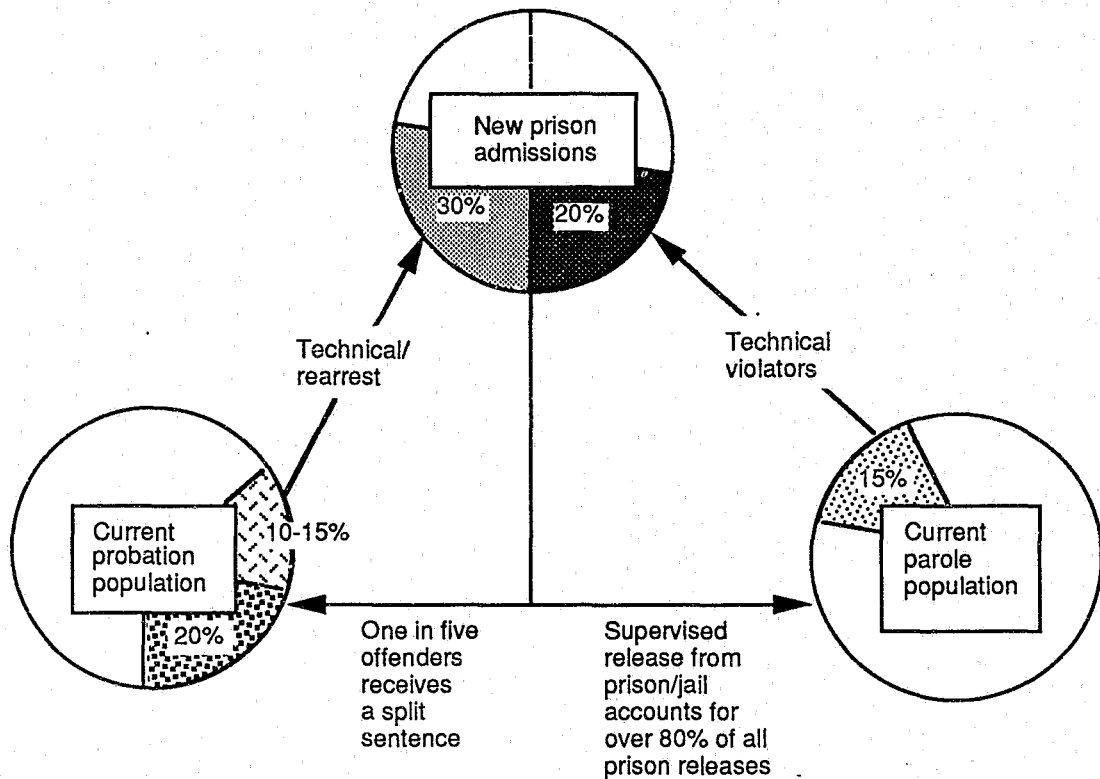 New prison
admissions
30%
20%
Technical/
rearrest
Technical
violators
15%
10-15%
Current
probation
population
Current
parole
population
20%
One in five
offenders
receives
a split
sentence
Supervised
release from
prison/jail
accounts for
over 80% of all
prison releases